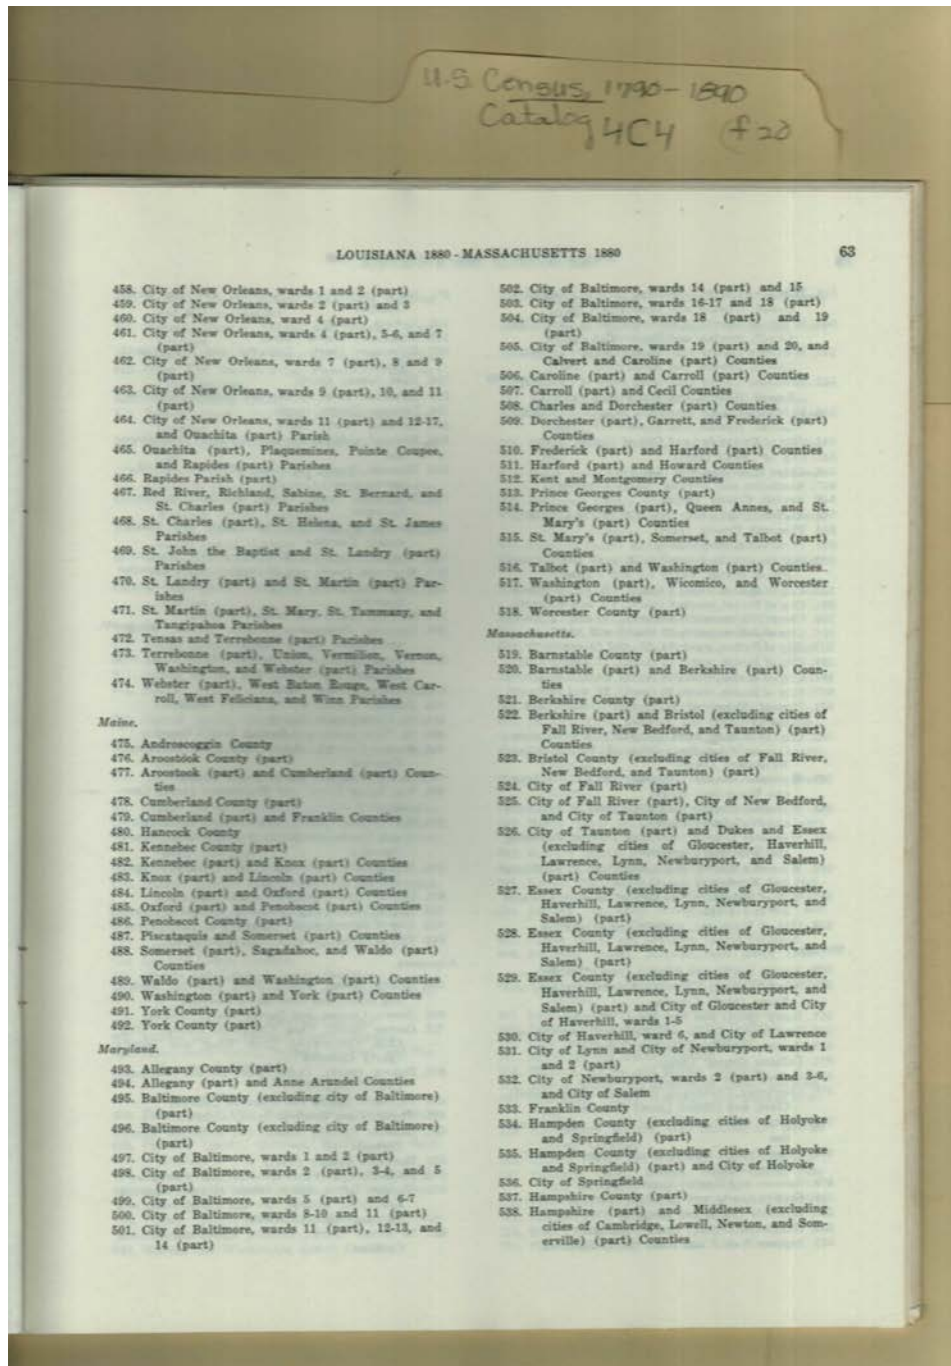 U.S. Census, 1790-1890
Catalog 4C4 (f20
LOUISIANA 1880-MASSACHUSETTS 1880
63
458. City of New Orleans, wards 1 and 2 (part)
459. City of New Orleans, wards 2 (part) and 3
460. City of New Orleans, ward 4 (part)
461. City of New Orleans, wards 4 (part), 5-6, and 7
(part)
462. City of New Orleans, wards 7 (part), 8 and 9
(part)
463. City of New Orleans, wards 9 (part), 10, and 11
(part)
464. City of New Orleans, wards 11 (part) and 12-17,
and Ouachita (part) Parish
465. Ouachita (part), Plaquemines, Pointe Coupee,
and Rapides (part) Parishes
466. Rapides Parish (part)
467. Red River, Richland, Sabine, St. Bernard, and
St. Charles (part) Parishes
468. St. Charles (part), St. Helena, and St. James
Parishes
469. St. John the Baptist and St. Landry (part)
Parishes
470. St. Landry (part) and St. Martin (part) Par-
ishes
471. St. Martin (part), St. Mary, St. Tammany, and
Tangipahoa Parishes
472. Tensas and Terrebonne (part) Parishes
473. Terrebonne (part), Union, Vermilion, Vernon,
Washington, and Webster (part) Parishes
474. Webster (part), West Baton Rouge, West Car-
roll, West Feliciana, and Winn Parishes
Maine.
475. Androscoggin County
476. Aroostook County (part)
477. Aroostook (part) and Cumberland (part) Coun-
ties
478. Cumberland County (part)
479. Cumberland (part) and Franklin Counties
480. Hancock County
481. Kennebec County (part)
482. Kennebec (part) and Knox (part) Counties
483. Knox (part) and Lincoln (part) Counties
484. Lincoln (part) and Oxford (part) Counties
485. Oxford (part) and Penobscot (part) Counties
486. Penobscot County (part)
487. Piscataquis and Somerset (part) Counties
488. Somerset (part), Sagadahoc, and Waldo (part)
Counties
489. Waldo (part) and Washington (part) Counties
490. Washington (part) and York (part) Counties
491. York County (part)
492. York County (part)
Maryland.
493. Allegany County (part)
494. Allegany (part) and Anne Arundel Counties
495. Baltimore County (excluding city of Baltimore)
(part)
496. Baltimore County (excluding city of Baltimore)
(part)
497. City of Baltimore, wards 1 and 2 (part)
498. City of Baltimore, wards 2 (part), 3-4, and 5
(part)
499. City of Baltimore, wards 5 (part) and 6-7
500. City of Baltimore, wards 8-10 and 11 (part)
501. City of Baltimore, wards 11 (part), 12-13, and
14 (part)
502. City of Baltimore, wards 14 (part) and 15
503. City of Baltimore, wards 16-17 and 18 (part)
504. City of Baltimore, wards 18 (part) and 19
(part)
505. City of Baltimore, wards 19 (part) and 20, and
Calvert and Caroline (part) Counties
506. Caroline (part) and Carroll (part) Counties
507. Carroll (part) and Cecil Counties
508. Charles and Dorchester (part) Counties
509. Dorchester (part), Garrett, and Frederick (part)
Counties
510. Frederick (part) and Harford (part) Counties
511. Harford (part) and Howard Counties
512. Kent and Montgomery Counties
513. Prince Georges County (part)
514. Prince Georges (part), Queen Annes, and St.
Mary's (part) Counties
515. St. Mary's (part), Somerset, and Talbot (part)
Counties
516. Talbot (part) and Washington (part) Counties.
517. Washington (part), Wicomico, and Worcester
(part) Counties
518. Worcester County (part)
Massachusetts.
519. Barnstable County (part)
520. Barnstable (part) and Berkshire (part) Coun-
ties
521. Berkshire County (part)
522. Berkshire (part) and Bristol (excluding cities of
Fall River, New Bedford, and Taunton) (part)
Counties
523. Bristol County (excluding cities of Fall River,
New Bedford, and Taunton) (part)
524. City of Fall River (part)
525. City of Fall River (part), City of New Bedford,
and City of Taunton (part)
526. City of Taunton (part) and Dukes and Essex
(excluding cities of Gloucester, Haverhill,
Lawrence, Lynn, Newburyport, and Salem)
(part) Counties
527. Essex County (excluding cities of Gloucester,
Haverhill, Lawrence, Lynn, Newburyport, and
Salem) (part)
528. Essex County (excluding cities of Gloucester,
Haverhill, Lawrence, Lynn, Newburyport, and
Salem) (part)
529. Essex County (excluding cities of Gloucester,
Haverhill, Lawrence, Lynn, Newburyport, and
Salem) (part) and City of Gloucester and City
of Haverhill, wards 1-5
530. City of Haverhill, ward 6, and City of Lawrence
531. City of Lynn and City of Newburyport, wards 1
and 2 (part)
532. City of Newburyport, wards 2 (part) and 3-6,
and City of Salem
533. Franklin County
534. Hampden County (excluding cities of Holyoke
and Springfield) (part)
535. Hampden County (excluding cities of Holyoke
and Springfield) (part) and City of Holyoke
536. City of Springfield
537. Hampshire County (part)
538. Hampshire (part) and Middlesex (excluding
cities of Cambridge, Lowell, Newton, and Som-
erville) (part) Counties